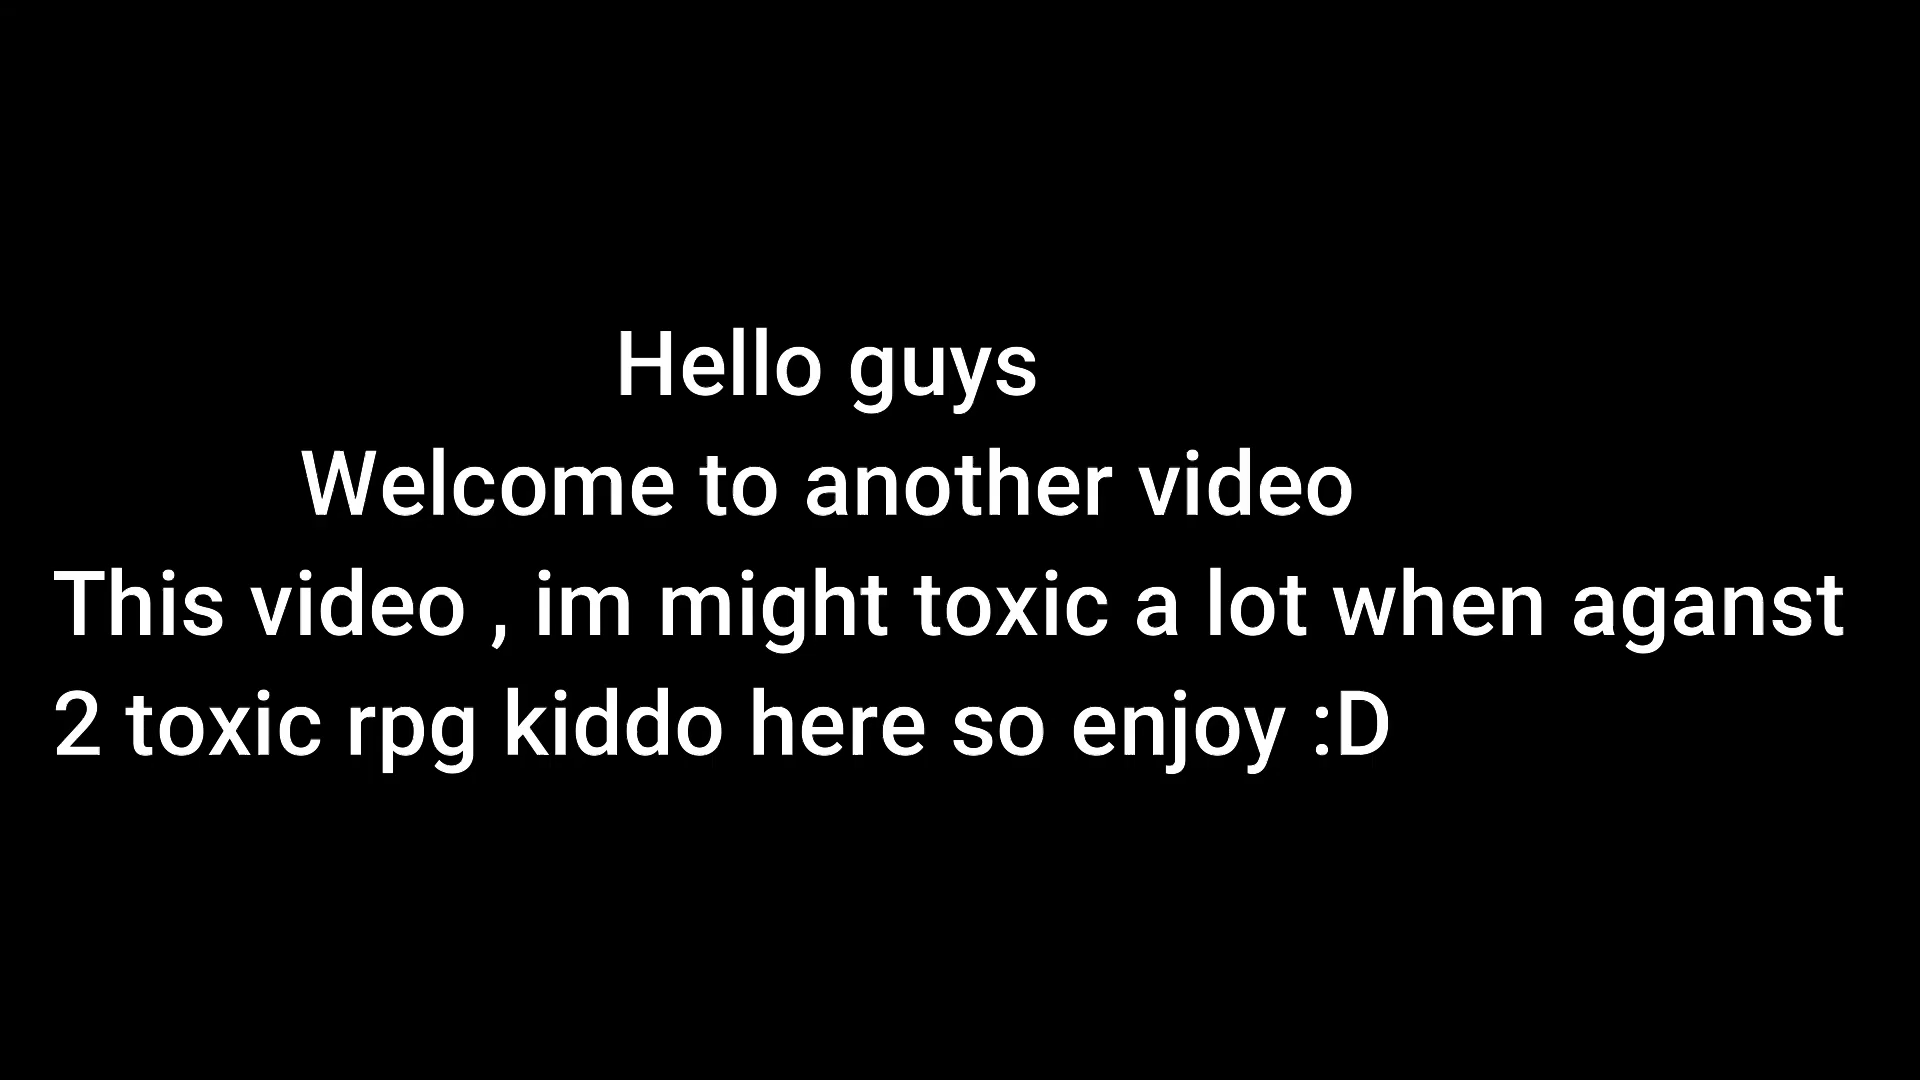 Hello guys
Welcome to another video
This video , im might toxic a lot when aganst
2 toxic rpg kiddo here so enjoy :D